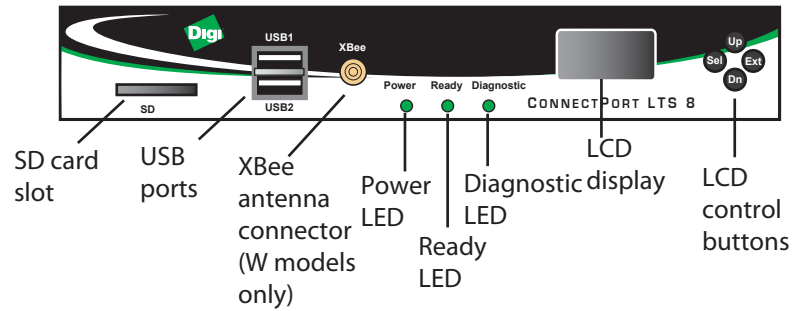 Digi
USB1
XBee
Up
Sel
Ext
Dn
Power
Ready
Diagnostic
SD
USB2
CONNECTPORT LTS 8
SD card
slot
USB
ports
XBee
antenna
connector
(W models
only)
Power
LED
Ready
LED
Diagnostic
LED
LCD
display
LCD
control
buttons